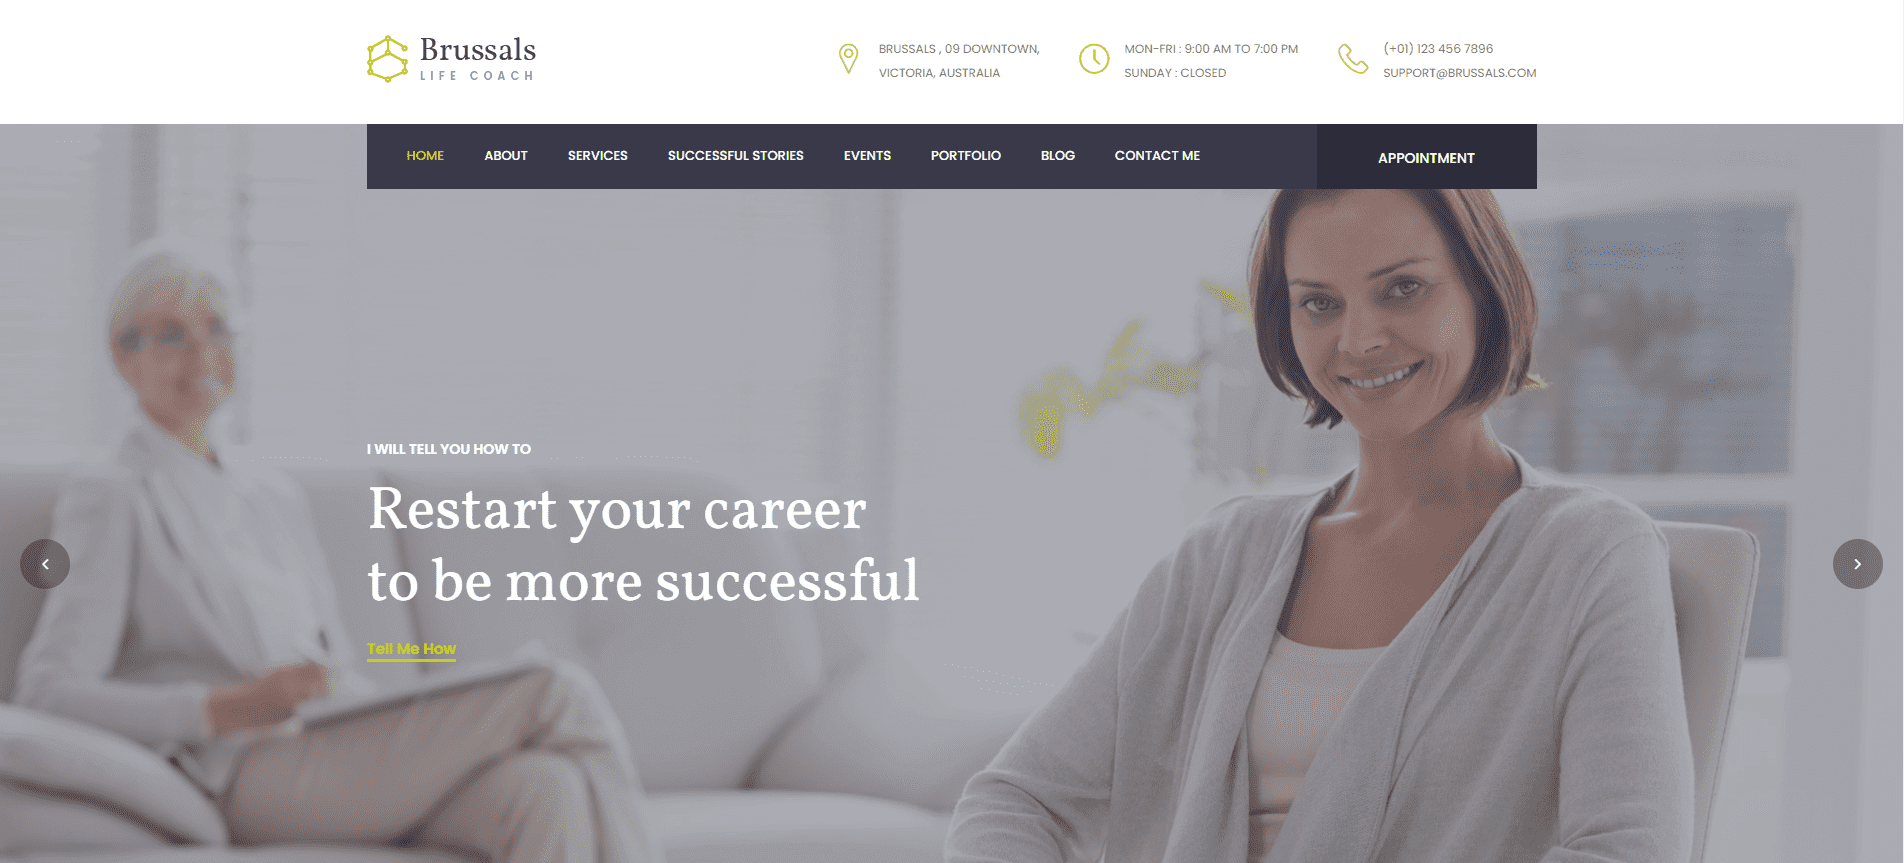 Brussals
LIFE COACH
BRUSSALS , 09 DOWNTOWN,
VICTORIA, AUSTRALIA
MON-FRI : 9:00 AM TO 7:00 PM
SUNDAY : CLOSED
(+01) 123 456 7896
SUPPORT@BRUSSALS.COM
HOME ABOUT SERVICES SUCCESSFUL STORIES EVENTS PORTFOLIO BLOG CONTACT ME APPOINTMENT
I WILL TELL YOU HOW TO
Restart your career
to be more successful
Tell Me How